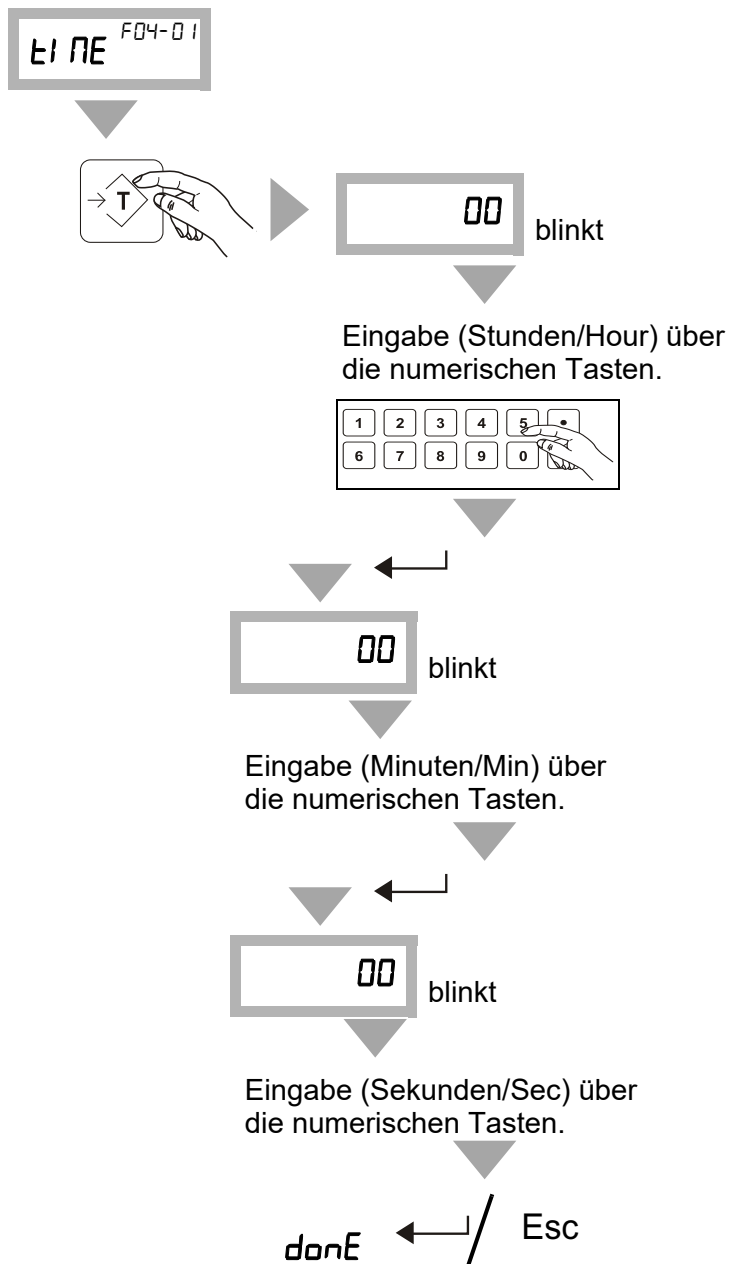 tIME F04-01
T
00 blinkt
Eingabe (Stunden/Hour) über
die numerischen Tasten.
1 2 3 4 5 •
6 7 8 9 0
00 blinkt
Eingabe (Minuten/Min) über
die numerischen Tasten.
00 blinkt
Eingabe (Sekunden/Sec) über
die numerischen Tasten.
donE / Esc